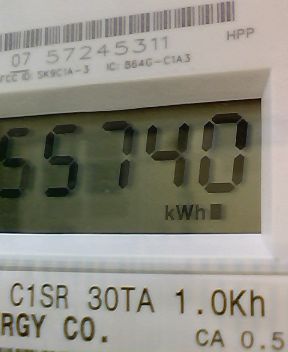 07 57245311
HPP
FCC ID: SK9C1A-3 IC: 864G-C1A3
55740
kWh
C1SR 30TA 1.0Kh
RGY CO.
CA 0.5